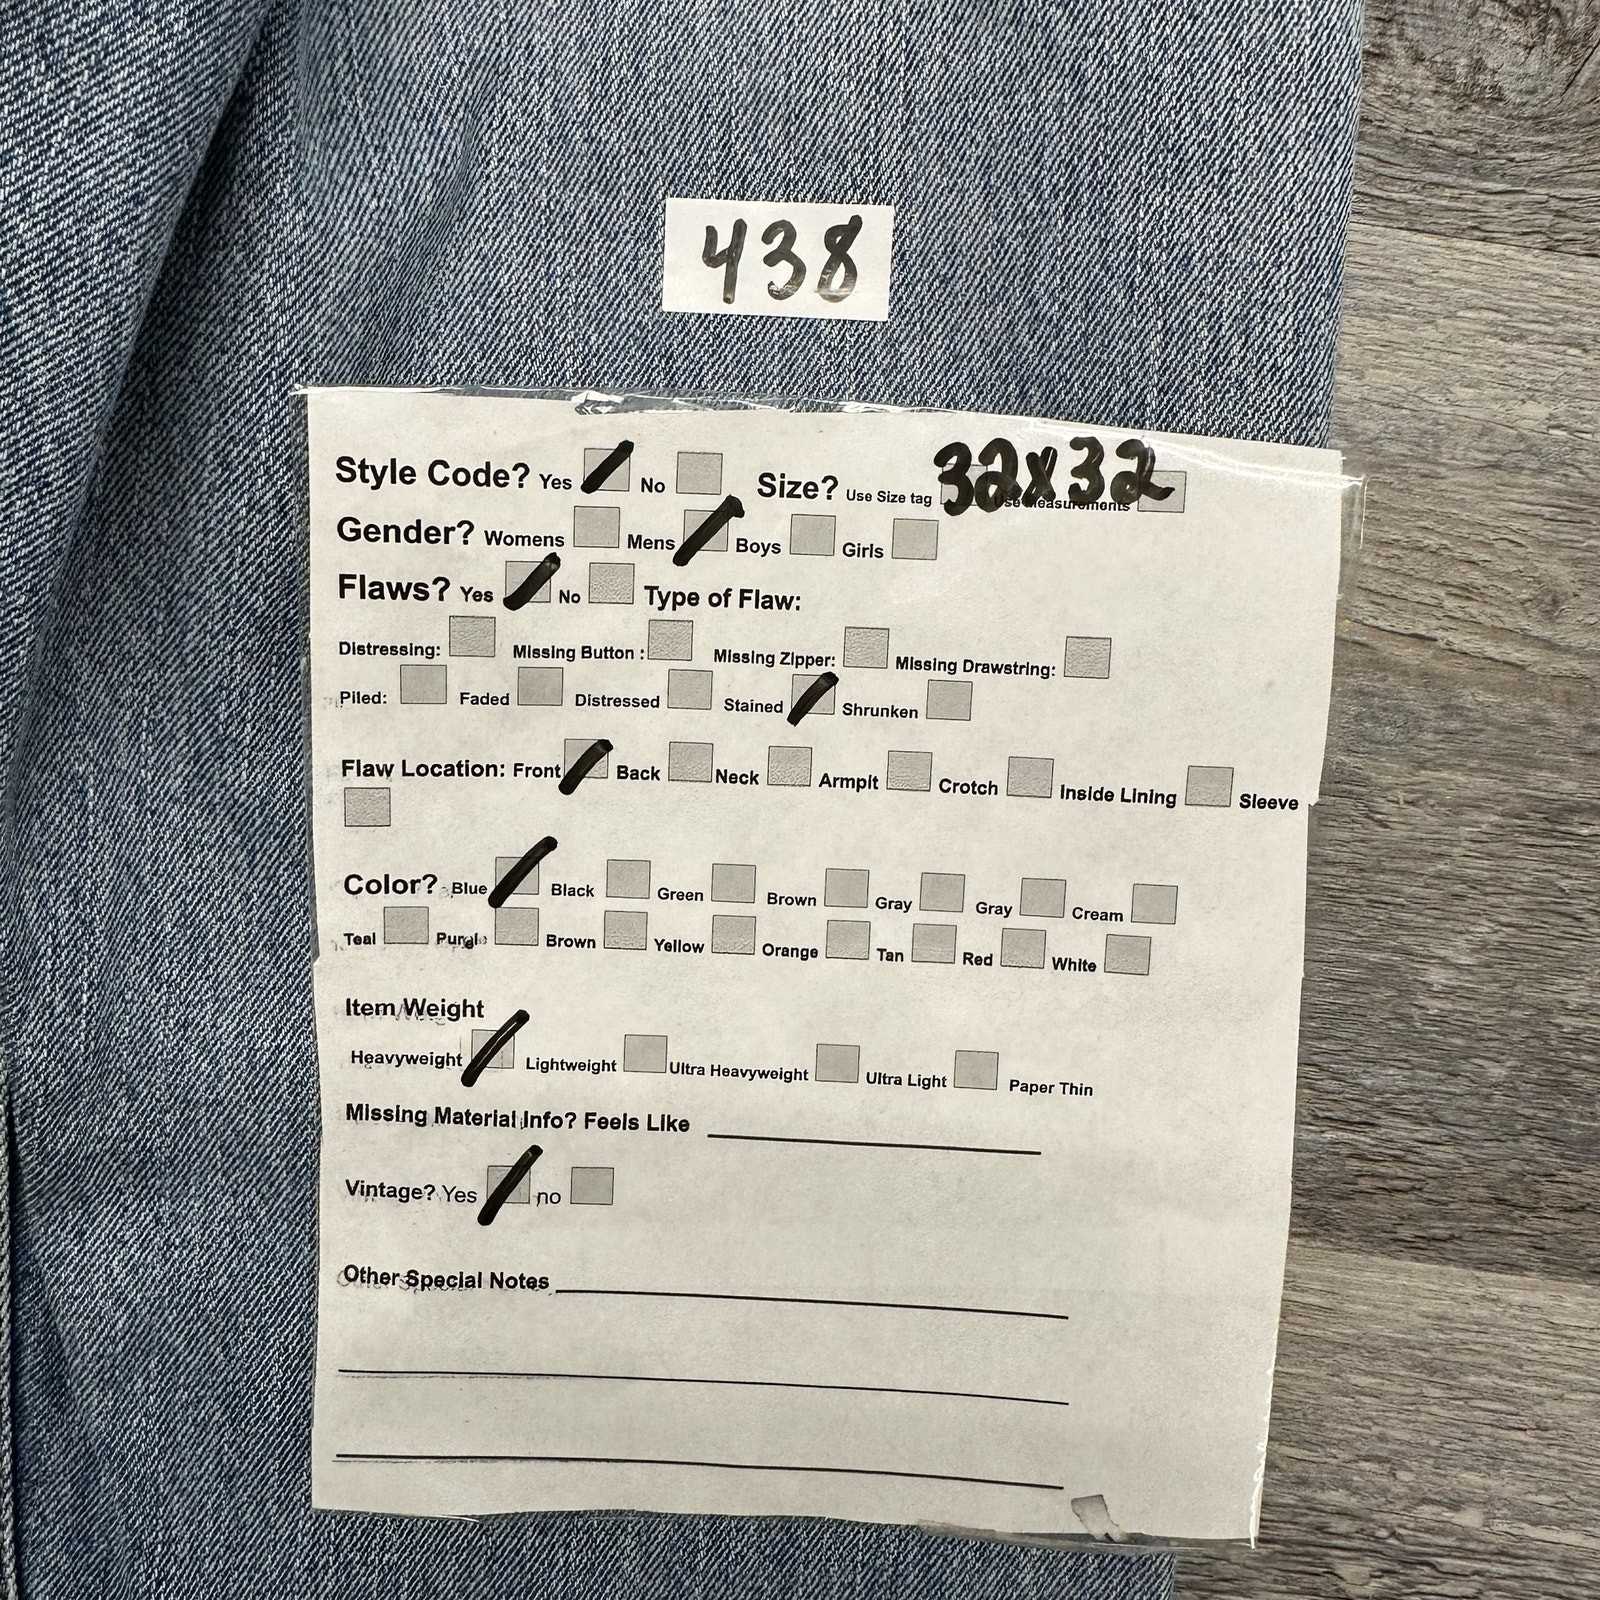 438
Style Code? Yes No Size? Use Size tag 32x32 Use Measurements
Gender? Womens Mens Boys Girls
Flaws? Yes No Type of Flaw:
Distressing: Missing Button : Missing Zipper: Missing Drawstring:
Piled: Faded Distressed Stained Shrunken
Flaw Location: Front Back Neck Armpit Crotch Inside Lining Sleeve
Color? Blue Black Green Brown Gray Gray Cream
Teal Purple Brown Yellow Orange Tan Red White
Item Weight
Heavyweight Lightweight Ultra Heavyweight Ultra Light Paper Thin
Missing Material Info? Feels Like
Vintage? Yes no
Other Special Notes